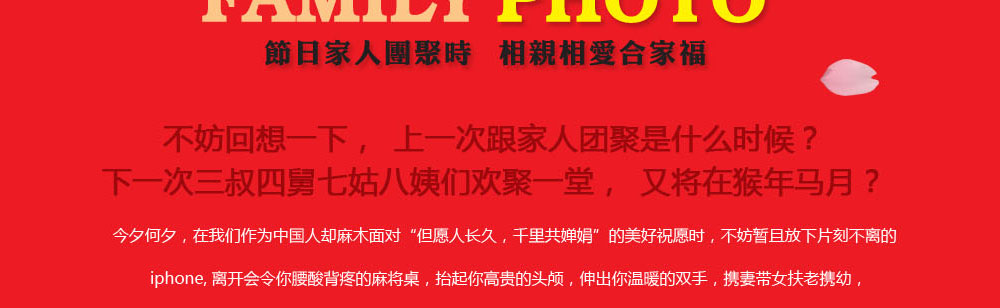 FAMILY PHOTO
節日家人團聚時 相親相愛合家福
不妨回想一下， 上一次跟家人团聚是什么时候？
下一次三叔四舅七姑八姨们欢聚一堂， 又将在猴年马月？
今夕何夕，在我们作为中国人却麻木面对“但愿人长久，千里共婵娟”的美好祝愿时，不妨暂且放下片刻不离的
iphone, 离开会令你腰酸背疼的麻将桌，抬起你高贵的头颅，伸出你温暖的双手，携妻带女扶老携幼，